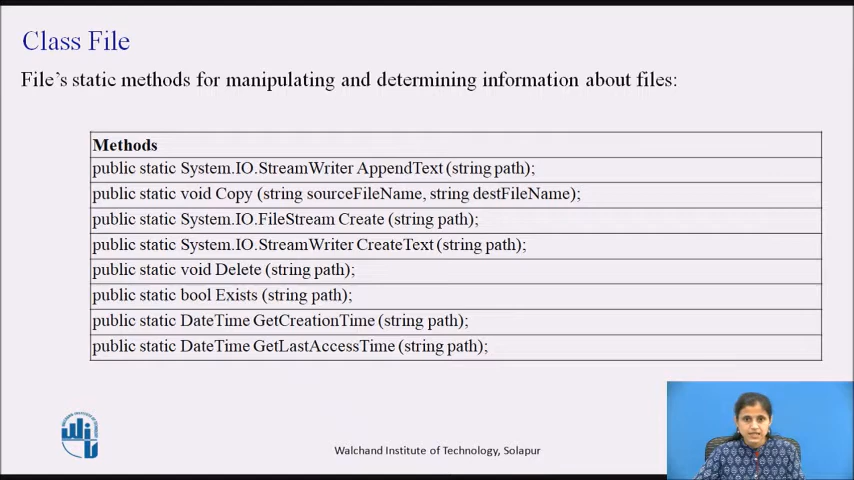 Class File
File's static methods for manipulating and determining information about files:
Methods
public static System.IO.StreamWriter AppendText (string path);
public static void Copy (string sourceFileName, string destFileName);
public static System.IO.FileStream Create (string path);
public static System.IO.StreamWriter CreateText (string path);
public static void Delete (string path);
public static bool Exists (string path);
public static DateTime GetCreationTime (string path);
public static DateTime GetLastAccessTime (string path);
Walchand Institute of Technology, Solapur